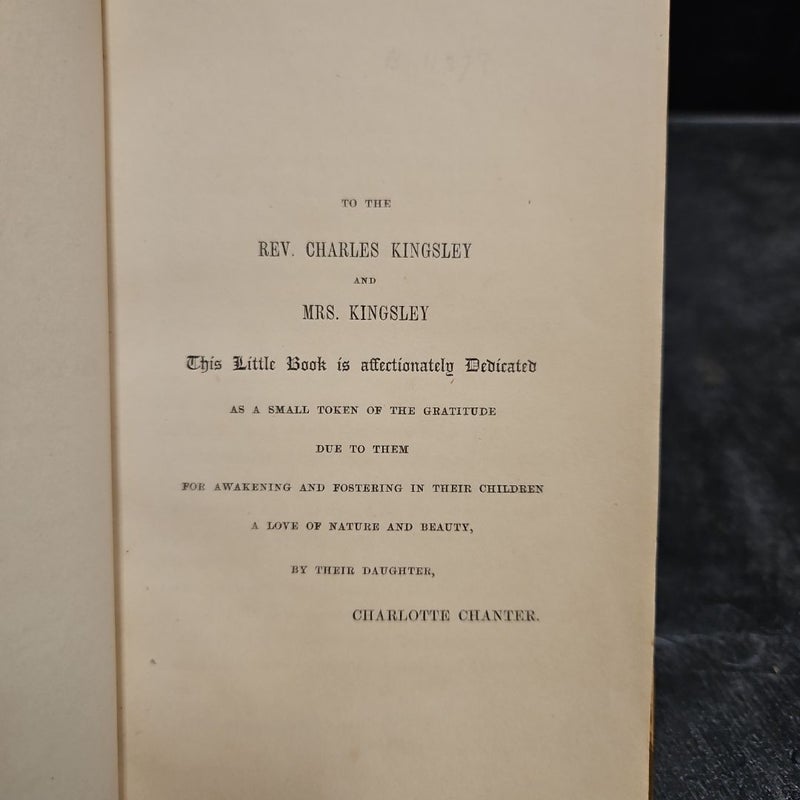 TO THE
REV. CHARLES KINGSLEY
AND
MRS. KINGSLEY
This Little Book is affectionately Dedicated
AS A SMALL TOKEN OF THE GRATITUDE
DUE TO THEM
FOR AWAKENING AND FOSTERING IN THEIR CHILDREN
A LOVE OF NATURE AND BEAUTY,
BY THEIR DAUGHTER,
CHARLOTTE CHANTER.